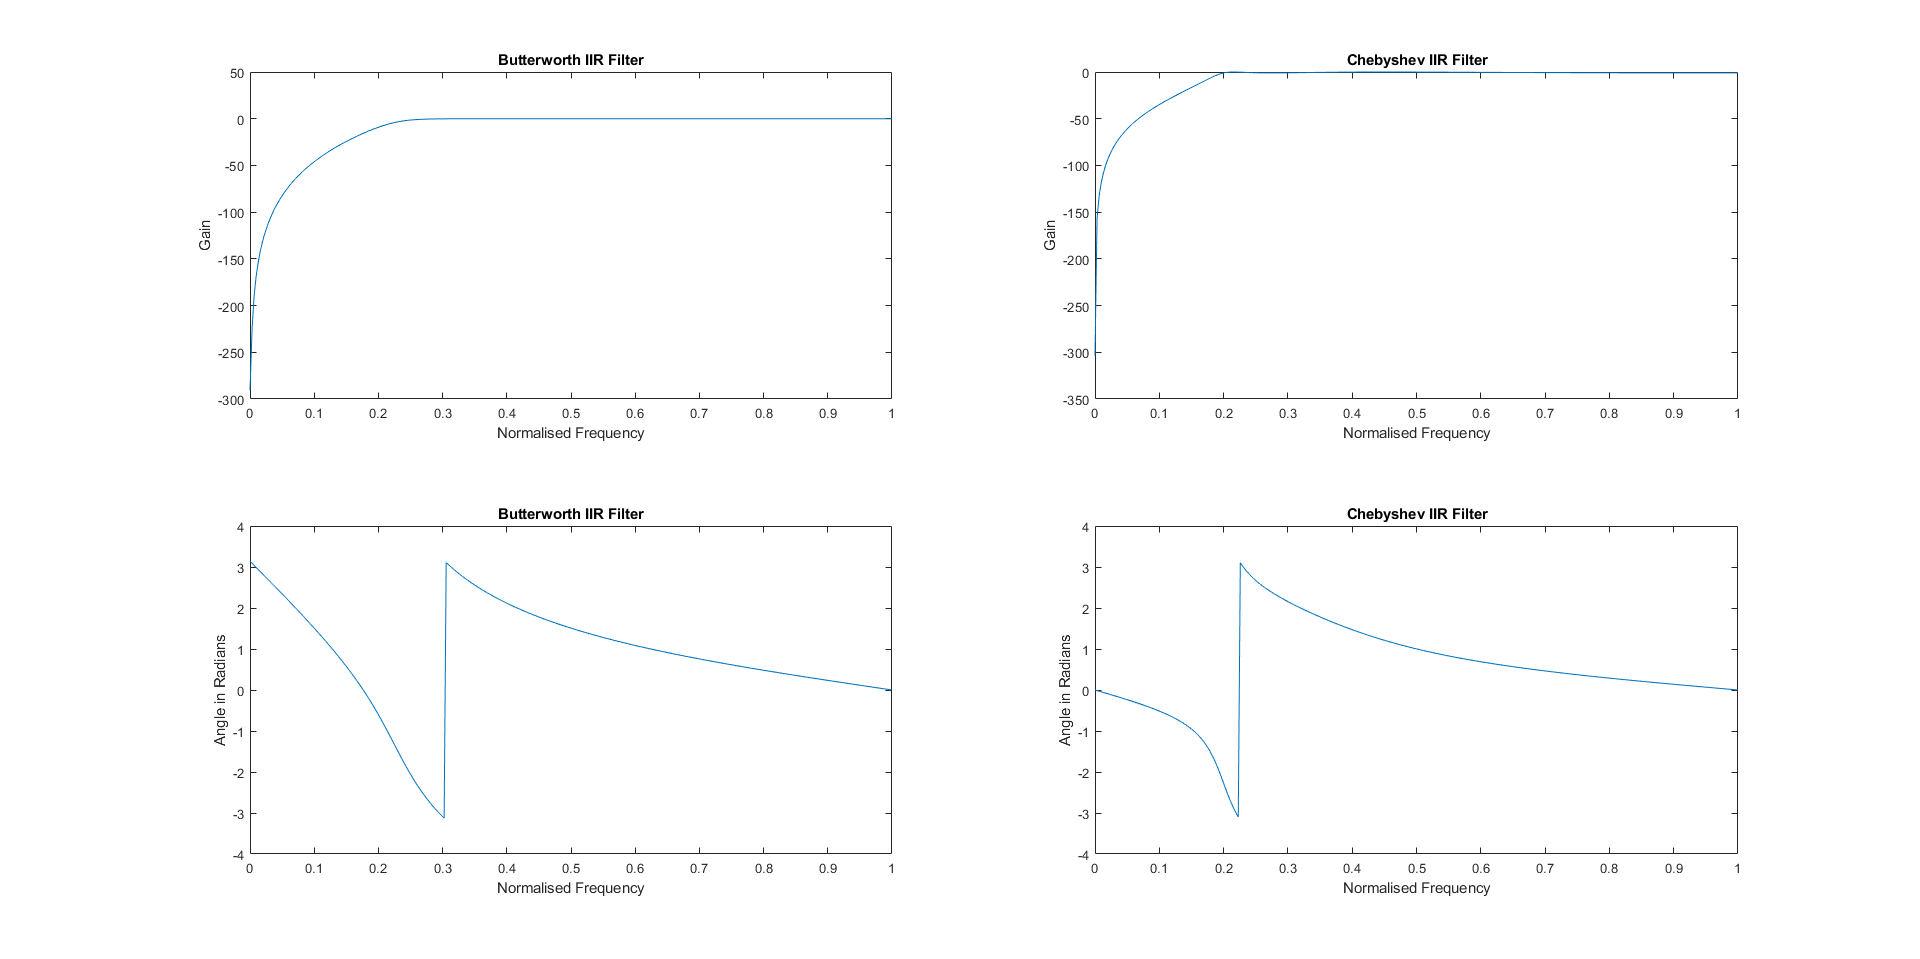 Butterworth IIR Filter
50
0
-50
-100
-150
-200
-250
-300
Gain
0 0.1 0.2 0.3 0.4 0.5 0.6 0.7 0.8 0.9 1
Normalised Frequency
Chebyshev IIR Filter
0
-50
-100
-150
-200
-250
-300
-350
Gain
0 0.1 0.2 0.3 0.4 0.5 0.6 0.7 0.8 0.9 1
Normalised Frequency
Butterworth IIR Filter
4
3
2
1
0
-1
-2
-3
-4
Angle in Radians
0 0.1 0.2 0.3 0.4 0.5 0.6 0.7 0.8 0.9 1
Normalised Frequency
Chebyshev IIR Filter
4
3
2
1
0
-1
-2
-3
-4
Angle in Radians
0 0.1 0.2 0.3 0.4 0.5 0.6 0.7 0.8 0.9 1
Normalised Frequency